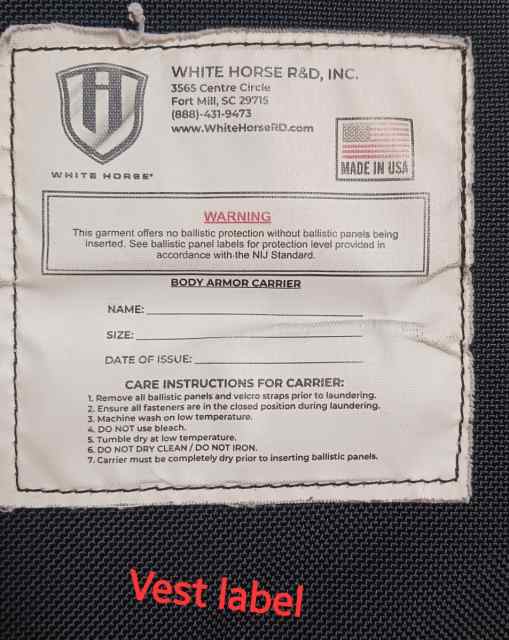 WHITE HORSE R&D, INC.
3565 Centre Circle
Fort Mill, SC 29715
(888)-431-9473
www.WhiteHorseRD.com
WHITE HORSE®
MADE IN USA
WARNING
This garment offers no ballistic protection without ballistic panels being
inserted. See ballistic panel labels for protection level provided in
accordance with the NIJ Standard.
BODY ARMOR CARRIER
NAME:
SIZE:
DATE OF ISSUE:
CARE INSTRUCTIONS FOR CARRIER:
1. Remove all ballistic panels and velcro straps prior to laundering.
2. Ensure all fasteners are in the closed position during laundering.
3. Machine wash on low temperature.
4. DO NOT use bleach.
5. Tumble dry at low temperature.
6. DO NOT DRY CLEAN / DO NOT IRON.
7. Carrier must be completely dry prior to inserting ballistic panels.
Vest label